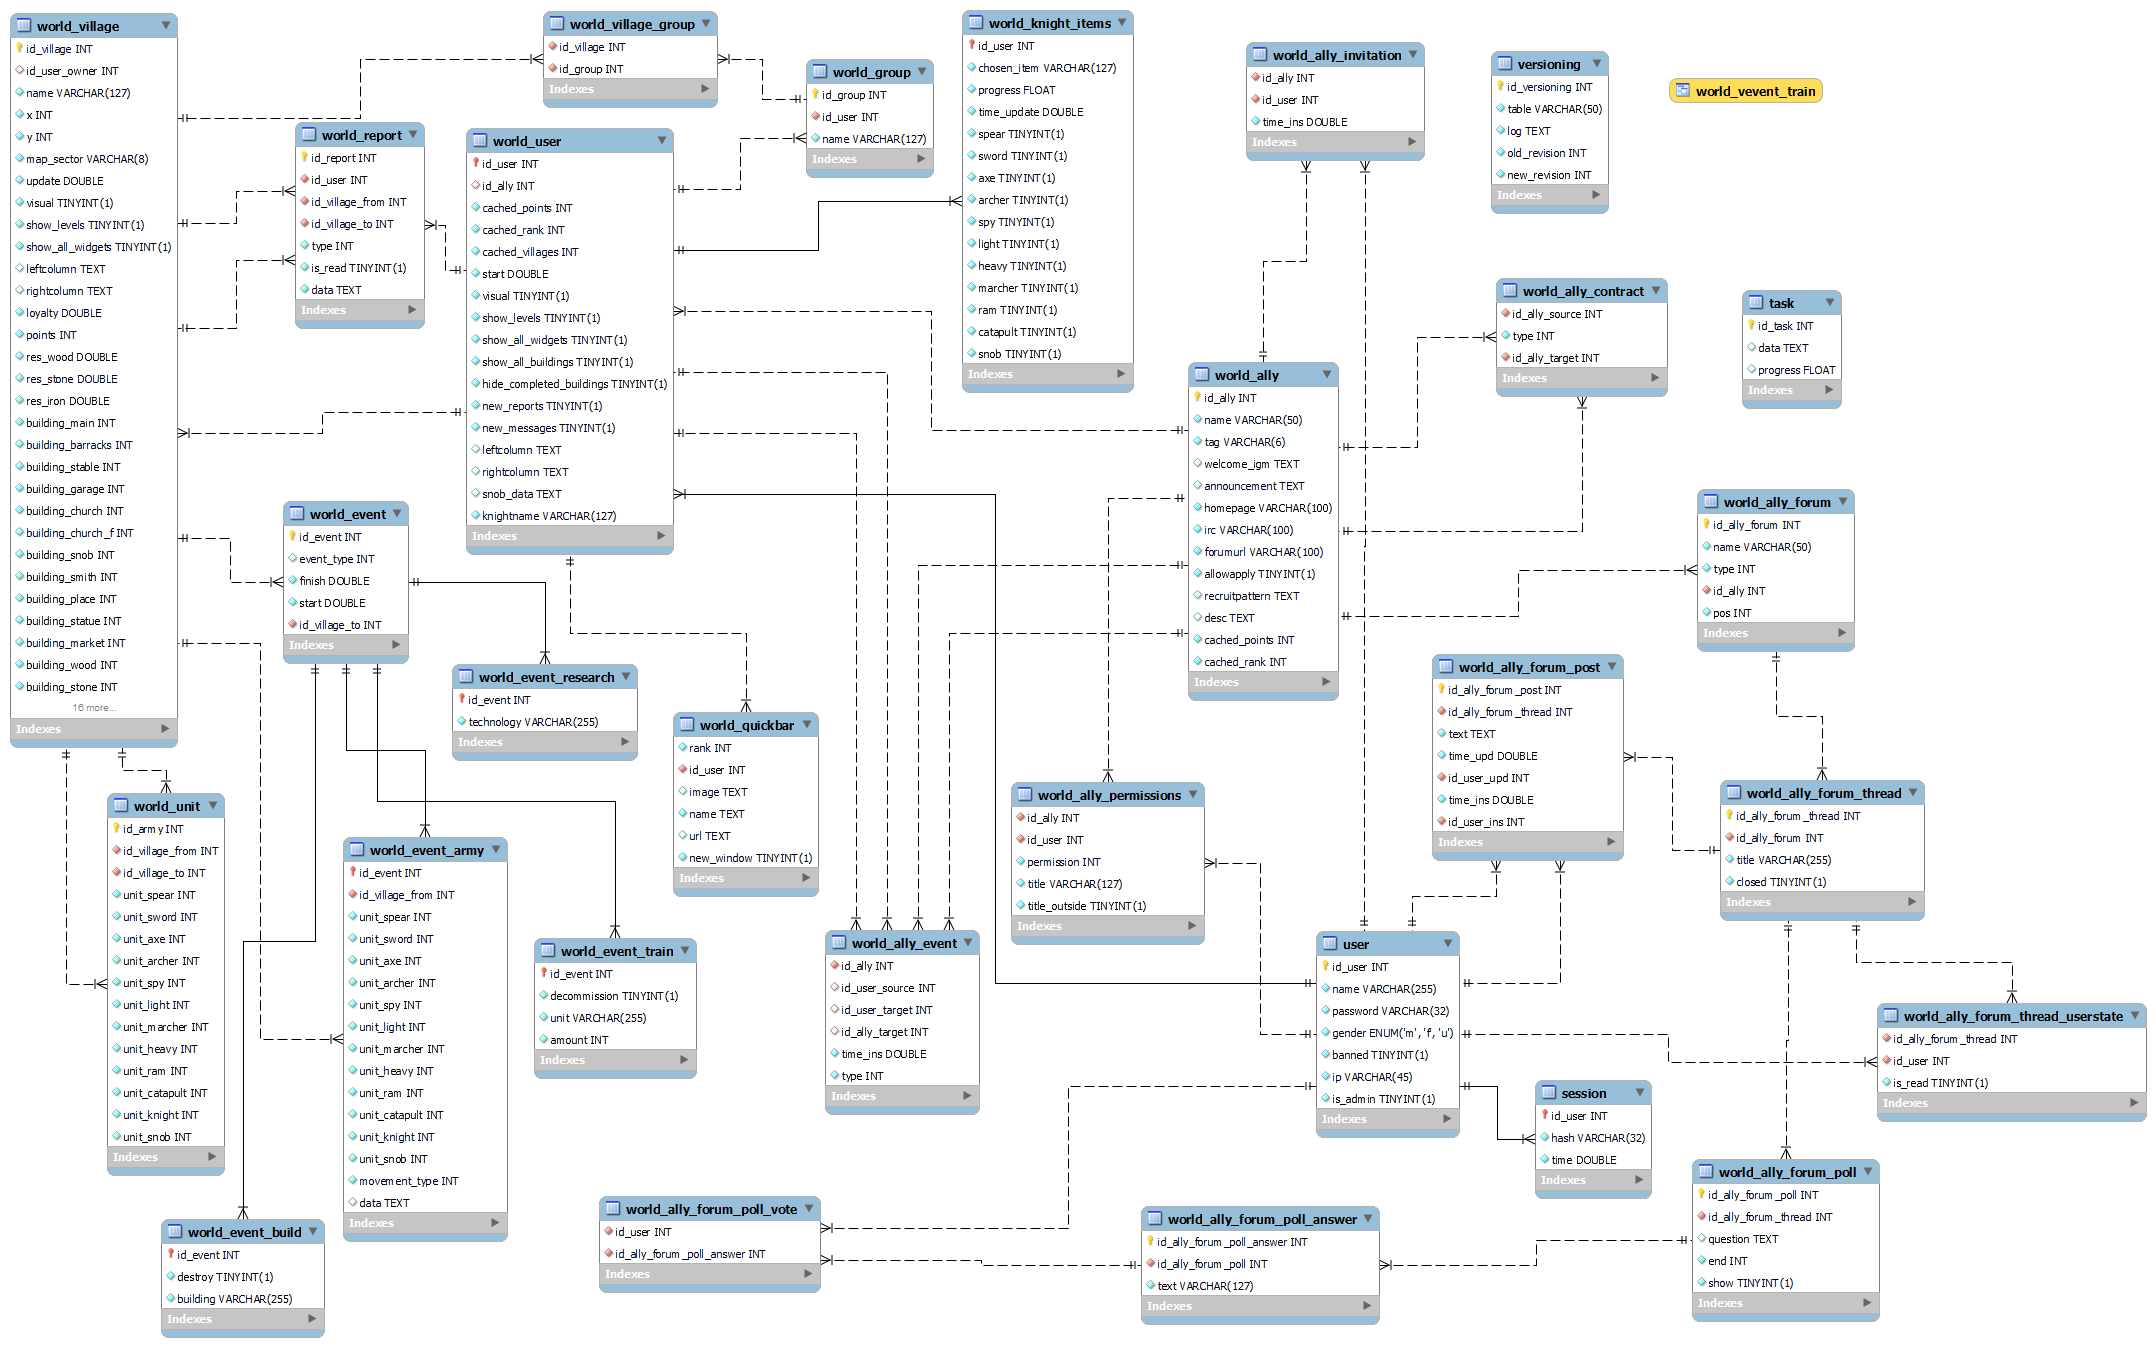 world_village
id_village INT
id_user_owner INT
name VARCHAR(127)
x INT
y INT
map_sector VARCHAR(8)
update DOUBLE
visual TINYINT(1)
show_levels TINYINT(1)
show_all_widgets TINYINT(1)
leftcolumn TEXT
rightcolumn TEXT
loyalty DOUBLE
points INT
res_wood DOUBLE
res_stone DOUBLE
res_iron DOUBLE
building_main INT
building_barracks INT
building_stable INT
building_garage INT
building_church INT
building_church_f INT
building_snob INT
building_smith INT
building_place INT
building_statue INT
building_market INT
building_wood INT
building_stone INT
16 more...
Indexes
world_village_group
id_village INT
id_group INT
Indexes
world_group
id_group INT
id_user INT
name VARCHAR(127)
Indexes
world_report
id_report INT
id_user INT
id_village_from INT
id_village_to INT
type INT
is_read TINYINT(1)
data TEXT
Indexes
world_user
id_user INT
id_ally INT
cached_points INT
cached_rank INT
cached_villages INT
start DOUBLE
visual TINYINT(1)
show_levels TINYINT(1)
show_all_widgets TINYINT(1)
show_all_buildings TINYINT(1)
hide_completed_buildings TINYINT(1)
new_reports TINYINT(1)
new_messages TINYINT(1)
leftcolumn TEXT
rightcolumn TEXT
snob_data TEXT
knightname VARCHAR(127)
Indexes
world_knight_items
id_user INT
chosen_item VARCHAR(127)
progress FLOAT
time_update DOUBLE
spear TINYINT(1)
sword TINYINT(1)
axe TINYINT(1)
archer TINYINT(1)
spy TINYINT(1)
light TINYINT(1)
heavy TINYINT(1)
marcher TINYINT(1)
ram TINYINT(1)
catapult TINYINT(1)
snob TINYINT(1)
Indexes
world_ally_invitation
id_ally INT
id_user INT
time_ins DOUBLE
Indexes
versioning
id_versioning INT
table VARCHAR(50)
log TEXT
old_revision INT
new_revision INT
Indexes
world_vevent_train
world_ally_contract
id_ally_source INT
type INT
id_ally_target INT
Indexes
task
id_task INT
data TEXT
progress FLOAT
Indexes
world_ally
id_ally INT
name VARCHAR(50)
tag VARCHAR(6)
welcome_igm TEXT
announcement TEXT
homepage VARCHAR(100)
irc VARCHAR(100)
forumurl VARCHAR(100)
allowapply TINYINT(1)
recruitpattern TEXT
desc TEXT
cached_points INT
cached_rank INT
Indexes
world_ally_forum
id_ally_forum INT
name VARCHAR(50)
type INT
id_ally INT
pos INT
Indexes
world_event
id_event INT
event_type INT
finish DOUBLE
start DOUBLE
id_village_to INT
Indexes
world_event_research
id_event INT
technology VARCHAR(255)
Indexes
world_quickbar
rank INT
id_user INT
image TEXT
name TEXT
url TEXT
new_window TINYINT(1)
Indexes
world_ally_forum_post
id_ally_forum_post INT
id_ally_forum_thread INT
text TEXT
time_upd DOUBLE
id_user_upd INT
time_ins DOUBLE
id_user_ins INT
Indexes
world_ally_permissions
id_ally INT
id_user INT
permission INT
title VARCHAR(127)
title_outside TINYINT(1)
Indexes
world_ally_forum_thread
id_ally_forum_thread INT
id_ally_forum INT
title VARCHAR(255)
closed TINYINT(1)
Indexes
world_unit
id_army INT
id_village_from INT
id_village_to INT
unit_spear INT
unit_sword INT
unit_axe INT
unit_archer INT
unit_spy INT
unit_light INT
unit_marcher INT
unit_heavy INT
unit_ram INT
unit_catapult INT
unit_knight INT
unit_snob INT
Indexes
world_event_army
id_event INT
id_village_from INT
unit_spear INT
unit_sword INT
unit_axe INT
unit_archer INT
unit_spy INT
unit_light INT
unit_marcher INT
unit_heavy INT
unit_ram INT
unit_catapult INT
unit_knight INT
unit_snob INT
movement_type INT
data TEXT
Indexes
world_event_train
id_event INT
decommission TINYINT(1)
unit VARCHAR(255)
amount INT
Indexes
world_ally_event
id_ally INT
id_user_source INT
id_user_target INT
id_ally_target INT
time_ins DOUBLE
type INT
Indexes
user
id_user INT
name VARCHAR(255)
password VARCHAR(32)
gender ENUM('m', 'f', 'u')
banned TINYINT(1)
ip VARCHAR(45)
is_admin TINYINT(1)
Indexes
world_ally_forum_thread_userstate
id_ally_forum_thread INT
id_user INT
is_read TINYINT(1)
Indexes
session
id_user INT
hash VARCHAR(32)
time DOUBLE
Indexes
world_event_build
id_event INT
destroy TINYINT(1)
building VARCHAR(255)
Indexes
world_ally_forum_poll_vote
id_user INT
id_ally_forum_poll_answer INT
Indexes
world_ally_forum_poll_answer
id_ally_forum_poll_answer INT
id_ally_forum_poll INT
text VARCHAR(127)
Indexes
world_ally_forum_poll
id_ally_forum_poll INT
id_ally_forum_thread INT
question TEXT
end INT
show TINYINT(1)
Indexes